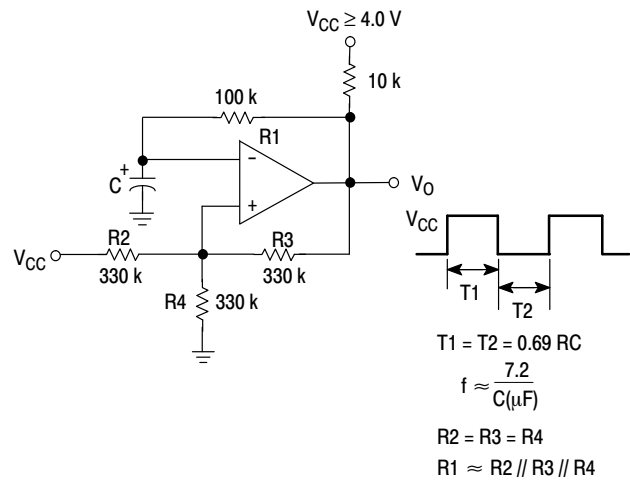 V_CC ≥ 4.0 V
10 k
100 k
R1
C
+
−
+
V_O
V_CC
R2
330 k
R3
330 k
R4
330 k
V_CC
T1
T2
T1 = T2 = 0.69 RC
f ≈ 7.2 / C(μF)
R2 = R3 = R4
R1 ≈ R2 // R3 // R4